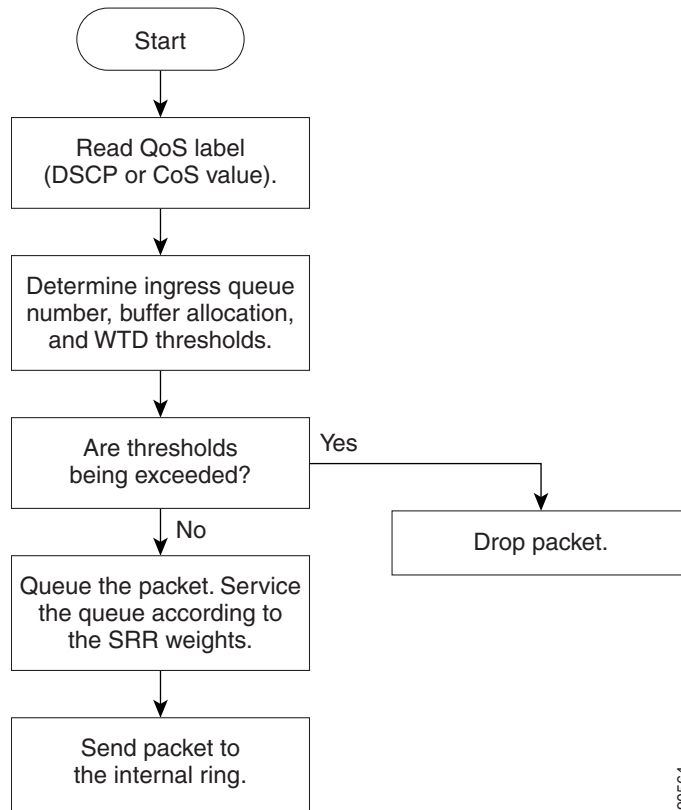 Start
Read QoS label
(DSCP or CoS value).
Determine ingress queue
number, buffer allocation,
and WTD thresholds.
Are thresholds
being exceeded?
Yes
No
Drop packet.
Queue the packet. Service
the queue according to
the SRR weights.
Send packet to
the internal ring.